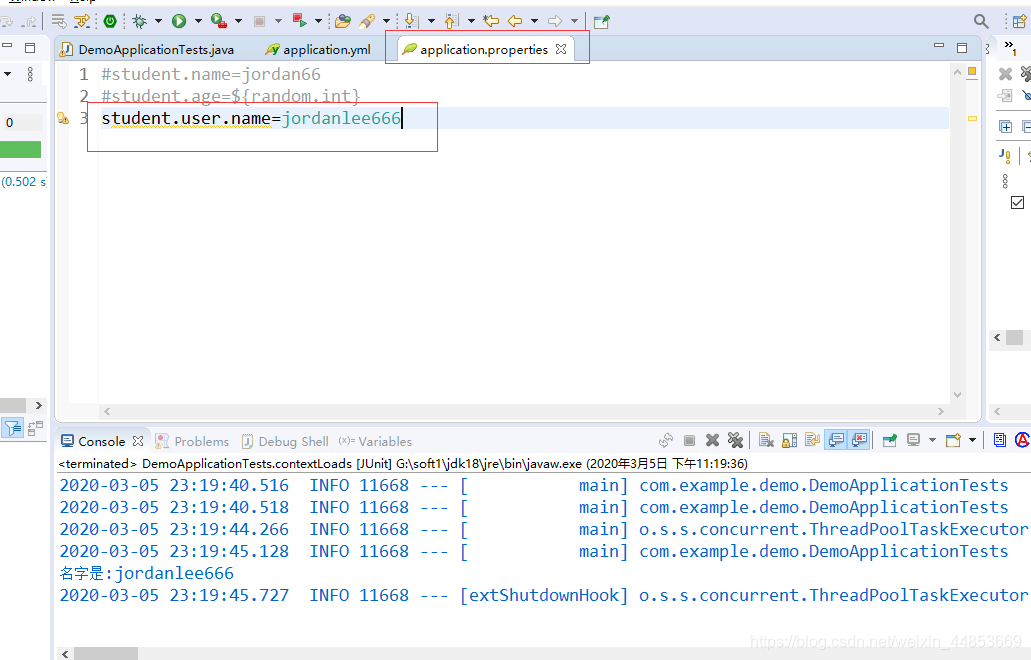 Help
DemoApplicationTests.java
application.yml
application.properties
1
0
(0.502 s
1 #student.name=jordan66
2 #student.age=${random.int}
3 student.user.name=jordanlee666
Console
Problems
Debug Shell
(x)= Variables
<terminated> DemoApplicationTests.contextLoads [JUnit] G:\soft1\jdk18\jre\bin\javaw.exe (2020年3月5日 下午11:19:36)
2020-03-05 23:19:40.516  INFO 11668 --- [           main] com.example.demo.DemoApplicationTests
2020-03-05 23:19:40.518  INFO 11668 --- [           main] com.example.demo.DemoApplicationTests
2020-03-05 23:19:44.266  INFO 11668 --- [           main] o.s.s.concurrent.ThreadPoolTaskExecutor
2020-03-05 23:19:45.128  INFO 11668 --- [           main] com.example.demo.DemoApplicationTests
名字是:jordanlee666
2020-03-05 23:19:45.727  INFO 11668 --- [extShutdownHook] o.s.s.concurrent.ThreadPoolTaskExecutor
https://blog.csdn.net/weixin_44853669